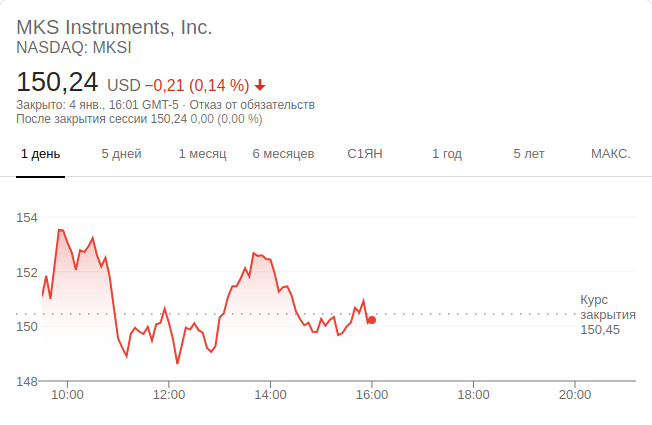 MKS Instruments, Inc.
NASDAQ: MKSI
150,24 USD −0,21 (0,14 %)
Закрыто: 4 янв., 16:01 GMT-5 · Отказ от обязательств
После закрытия сессии 150,24 0,00 (0,00 %)
1 день 5 дней 1 месяц 6 месяцев С1ЯН 1 год 5 лет МАКС.
154
152
Курс
закрытия
150,45
150
148
10:00 12:00 14:00 16:00 18:00 20:00